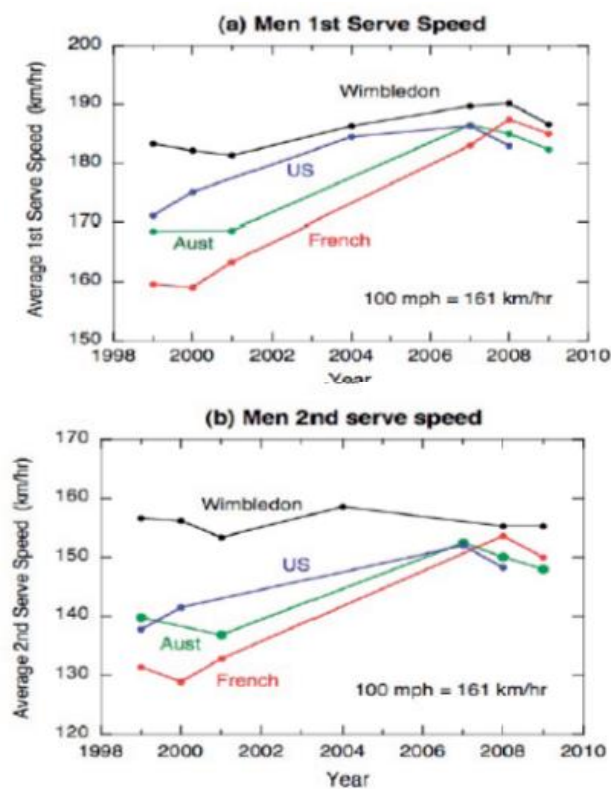 (a) Men 1st Serve Speed
Average 1st Serve Speed (km/hr)
200
190
180
170
160
150
Wimbledon
US
Aust
French
100 mph = 161 km/hr
1998 2000 2002 2004 2006 2008 2010
Year
(b) Men 2nd serve speed
Average 2nd Serve Speed (km/hr)
170
160
150
140
130
120
Wimbledon
US
Aust
French
100 mph = 161 km/hr
1998 2000 2002 2004 2006 2008 2010
Year